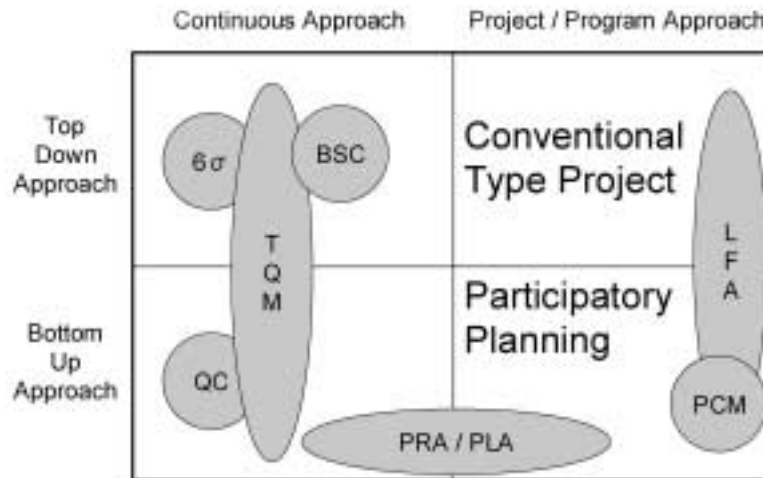 Continuous Approach
Project / Program Approach
Top
Down
Approach
6σ
BSC
Conventional
Type Project
T
Q
M
L
F
A
Bottom
Up
Approach
QC
Participatory
Planning
PCM
PRA / PLA